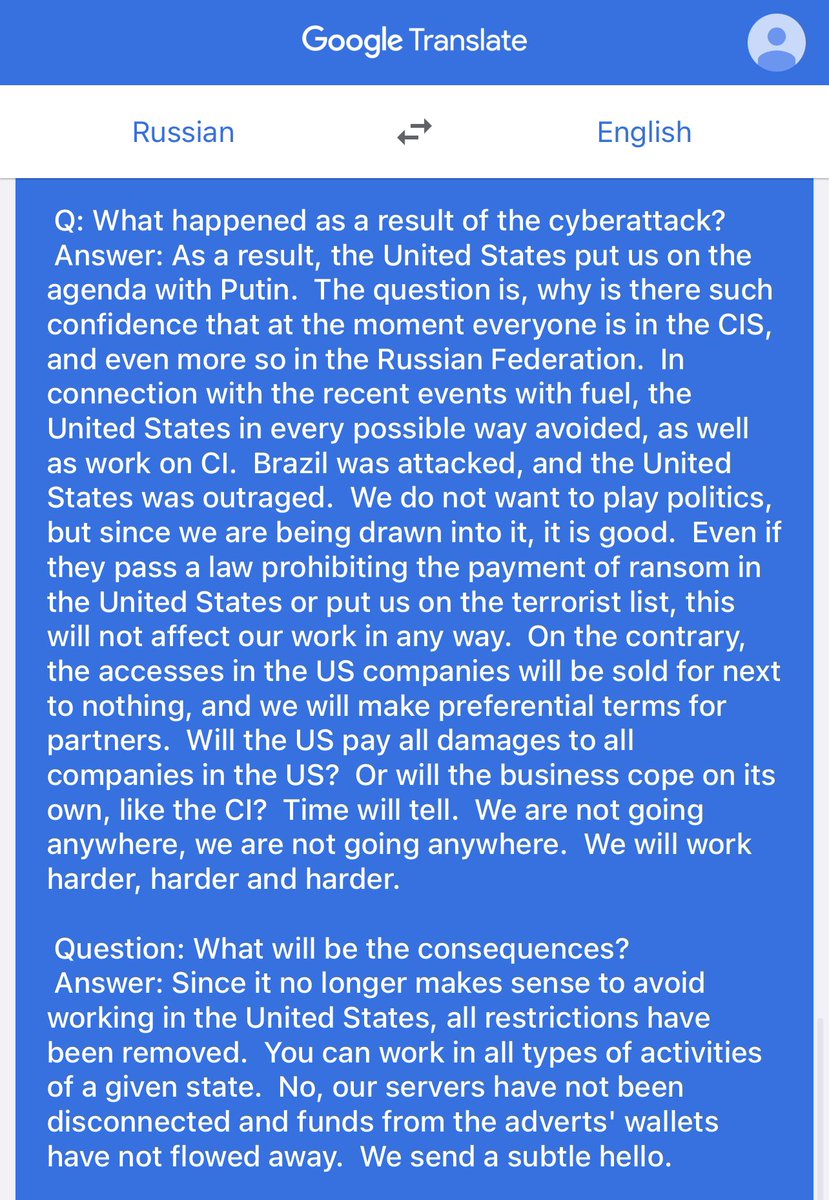 Google Translate
Russian
English
Q: What happened as a result of the cyberattack?
Answer: As a result, the United States put us on the
agenda with Putin.  The question is, why is there such
confidence that at the moment everyone is in the CIS,
and even more so in the Russian Federation.  In
connection with the recent events with fuel, the
United States in every possible way avoided, as well
as work on CI.  Brazil was attacked, and the United
States was outraged.  We do not want to play politics,
but since we are being drawn into it, it is good.  Even if
they pass a law prohibiting the payment of ransom in
the United States or put us on the terrorist list, this
will not affect our work in any way.  On the contrary,
the accesses in the US companies will be sold for next
to nothing, and we will make preferential terms for
partners.  Will the US pay all damages to all
companies in the US?  Or will the business cope on its
own, like the CI?  Time will tell.  We are not going
anywhere, we are not going anywhere.  We will work
harder, harder and harder.
Question: What will be the consequences?
Answer: Since it no longer makes sense to avoid
working in the United States, all restrictions have
been removed.  You can work in all types of activities
of a given state.  No, our servers have not been
disconnected and funds from the adverts' wallets
have not flowed away.  We send a subtle hello.